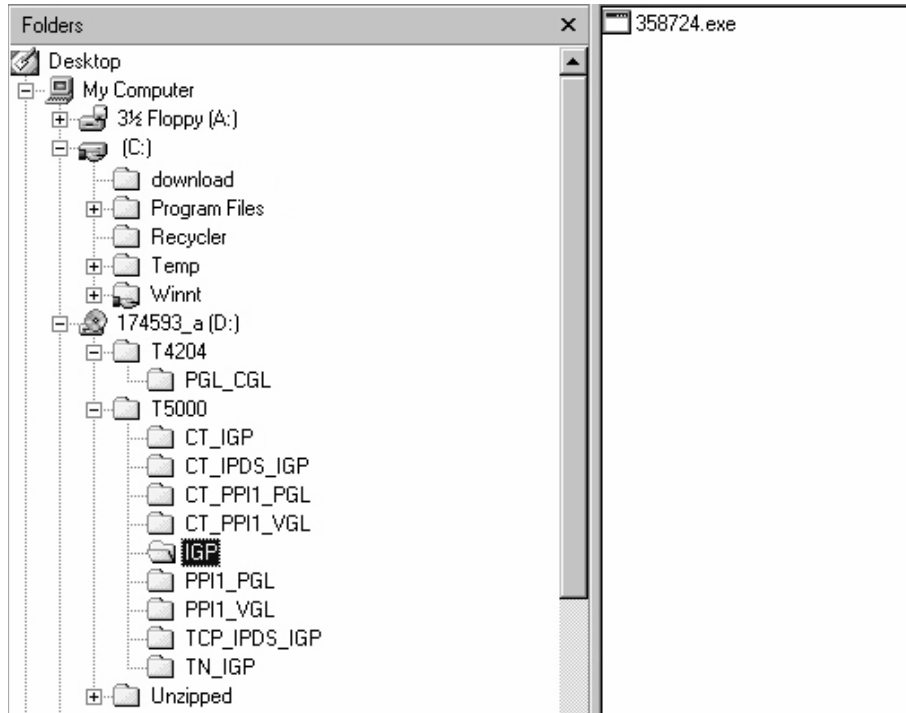 Folders
358724.exe
Desktop
My Computer
3½ Floppy (A:)
(C:)
download
Program Files
Recycler
Temp
Winnt
174593_a (D:)
T4204
PGL_CGL
T5000
CT_IGP
CT_IPDS_IGP
CT_PPI1_PGL
CT_PPI1_VGL
IGP
PPI1_PGL
PPI1_VGL
TCP_IPDS_IGP
TN_IGP
Unzipped